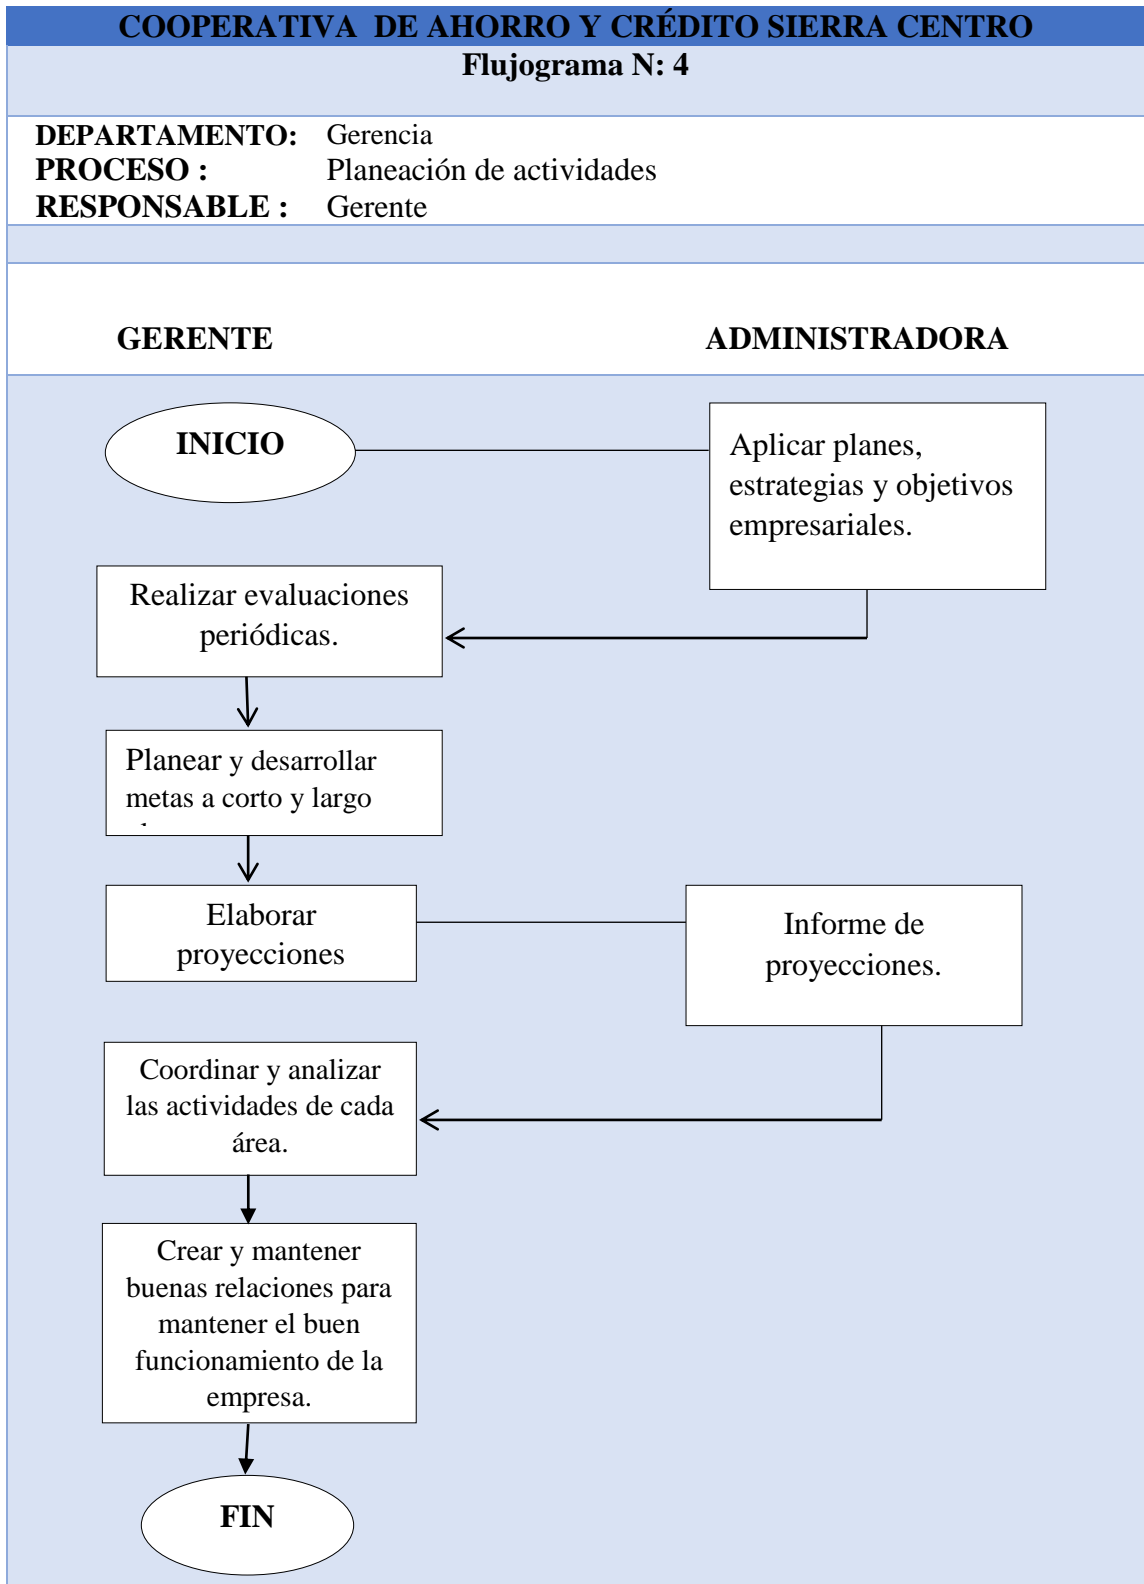 COOPERATIVA DE AHORRO Y CRÉDITO SIERRA CENTRO
Flujograma N: 4
DEPARTAMENTO: Gerencia
PROCESO : Planeación de actividades
RESPONSABLE : Gerente
GERENTE ADMINISTRADORA
INICIO
Aplicar planes,
estrategias y objetivos
empresariales.
Realizar evaluaciones
periódicas.
Planear y desarrollar
metas a corto y largo
Elaborar
proyecciones
Informe de
proyecciones.
Coordinar y analizar
las actividades de cada
área.
Crear y mantener
buenas relaciones para
mantener el buen
funcionamiento de la
empresa.
FIN